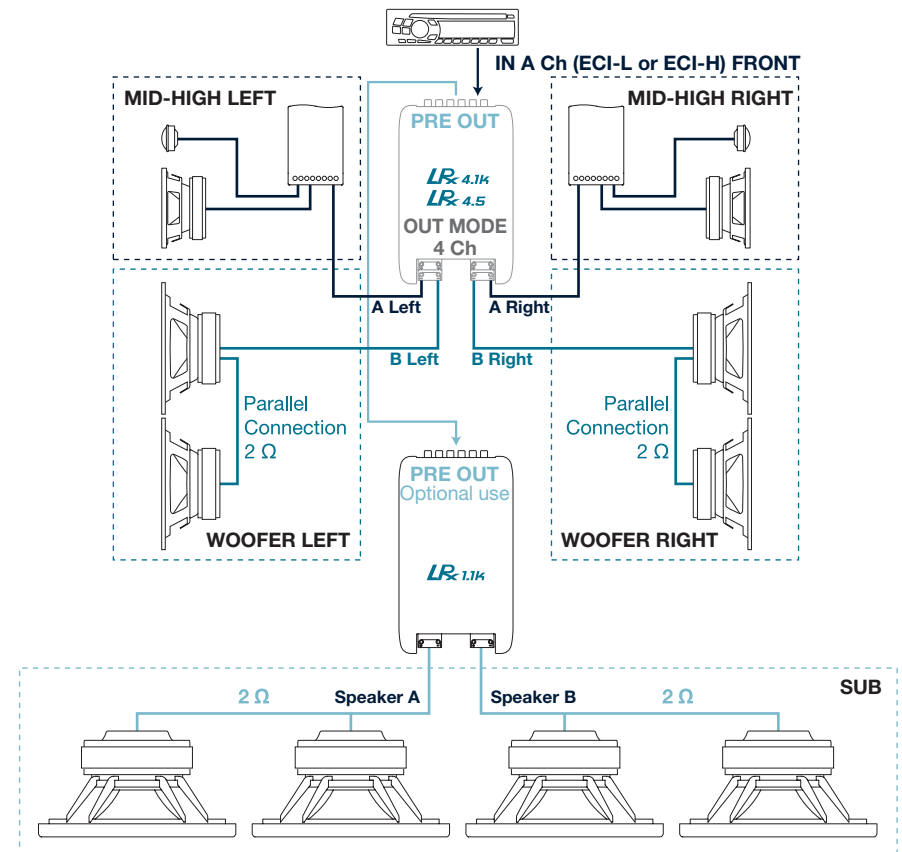 IN A Ch (ECI-L or ECI-H) FRONT
MID-HIGH LEFT
MID-HIGH RIGHT
PRE OUT
LRx 4.1k
LRx 4.5
OUT MODE
4 Ch
A Left
A Right
B Left
B Right
Parallel
Connection
2 Ω
Parallel
Connection
2 Ω
WOOFER LEFT
WOOFER RIGHT
PRE OUT
Optional use
LRx 1.1k
SUB
2 Ω
Speaker A
Speaker B
2 Ω